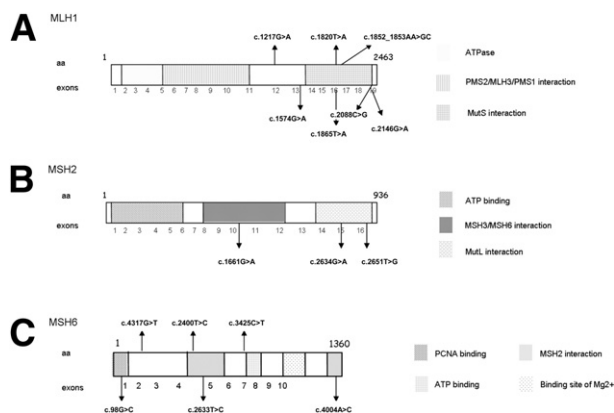 A MLH1
c.1217G>A c.1820T>A c.1852_1853AA>GC
1 2463
aa
exons 1 2 3 4 5 6 7 8 9 10 11 12 13 14 15 16 17 18 19
c.1574G>A c.2088C>G
c.1865T>A c.2146G>A
ATPase
PMS2/MLH3/PMS1 interaction
MutS interaction
B MSH2
1 936
aa
exons 1 2 3 4 5 6 7 8 9 10 11 12 13 14 15 16
c.1661G>A c.2634G>A c.2651T>G
ATP binding
MSH3/MSH6 interaction
MutL interaction
C MSH6
c.4317G>T c.2400T>C c.3425C>T
1 1360
aa
exons 1 2 3 4 5 6 7 8 9 10
c.98G>C c.2633T>C c.4004A>C
PCNA binding MSH2 interaction
ATP binding Binding site of Mg2+